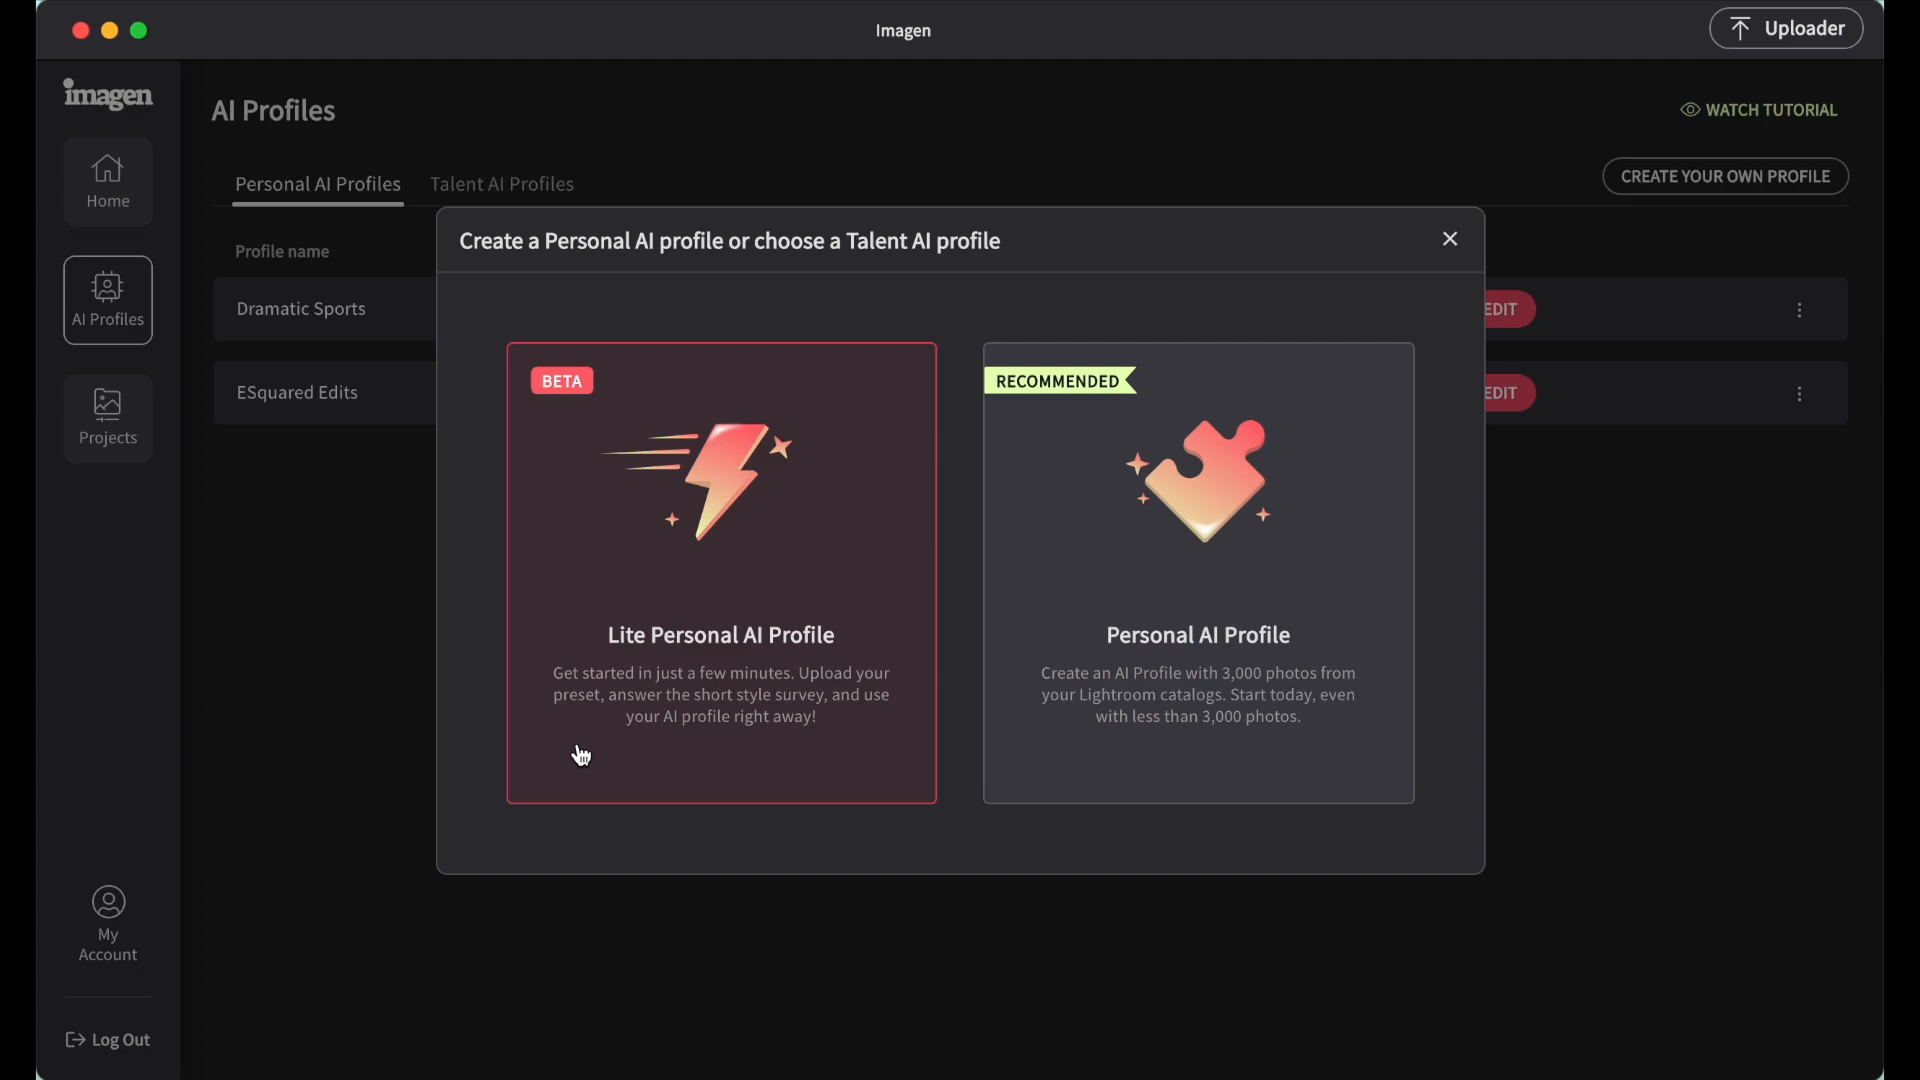 Imagen
Uploader
imagen
AI Profiles
WATCH TUTORIAL
Home
Personal AI Profiles
Talent AI Profiles
CREATE YOUR OWN PROFILE
Create a Personal AI profile or choose a Talent AI profile
Profile name
AI Profiles
Dramatic Sports
EDIT
BETA
RECOMMENDED
ESquared Edits
EDIT
Projects
Lite Personal AI Profile
Get started in just a few minutes. Upload your
preset, answer the short style survey, and use
your AI profile right away!
Personal AI Profile
Create an AI Profile with 3,000 photos from
your Lightroom catalogs. Start today, even
with less than 3,000 photos.
My
Account
Log Out